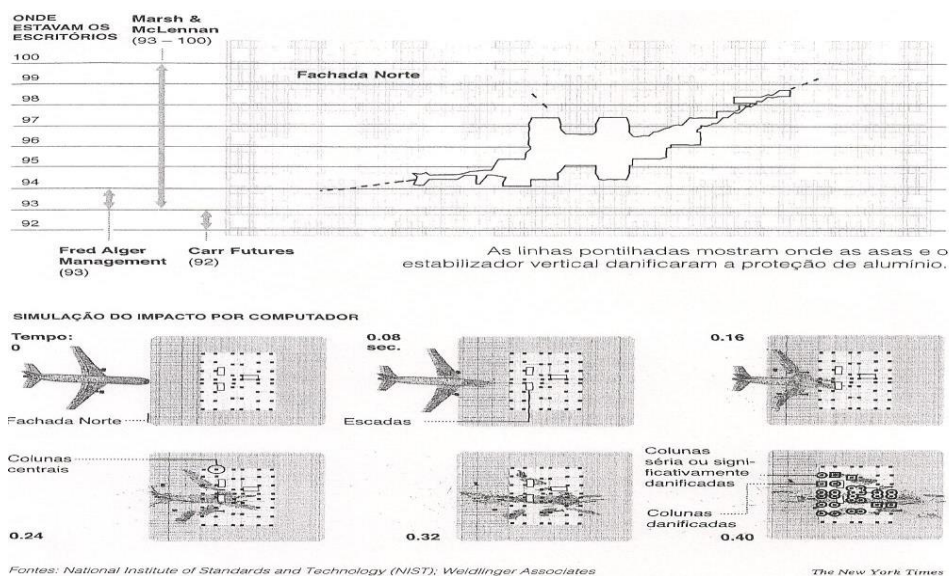 ONDE
ESTAVAM OS
ESCRITÓRIOS
Marsh &
McLennan
(93 – 100)
100
99
98
97
96
95
94
93
92
Fachada Norte
Fred Alger
Management
(93)
Carr Futures
(92)
As linhas pontilhadas mostram onde as asas e o
estabilizador vertical danificaram a proteção de alumínio.
SIMULAÇÃO DO IMPACTO POR COMPUTADOR
Tempo:
0
0.08
sec.
0.16
Fachada Norte
Escadas
Colunas
centrais
Colunas
séria ou signi-
ficativamente
danificadas
Colunas
danificadas
0.24
0.32
0.40
Fontes: National Institute of Standards and Technology (NIST); Weidlinger Associates
The New York Times